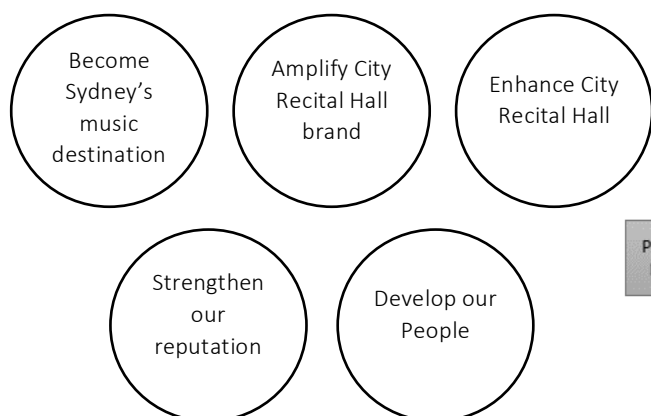 Become
Sydney’s
music
destination
Amplify City
Recital Hall
brand
Enhance City
Recital Hall
Strengthen
our
reputation
Develop our
People